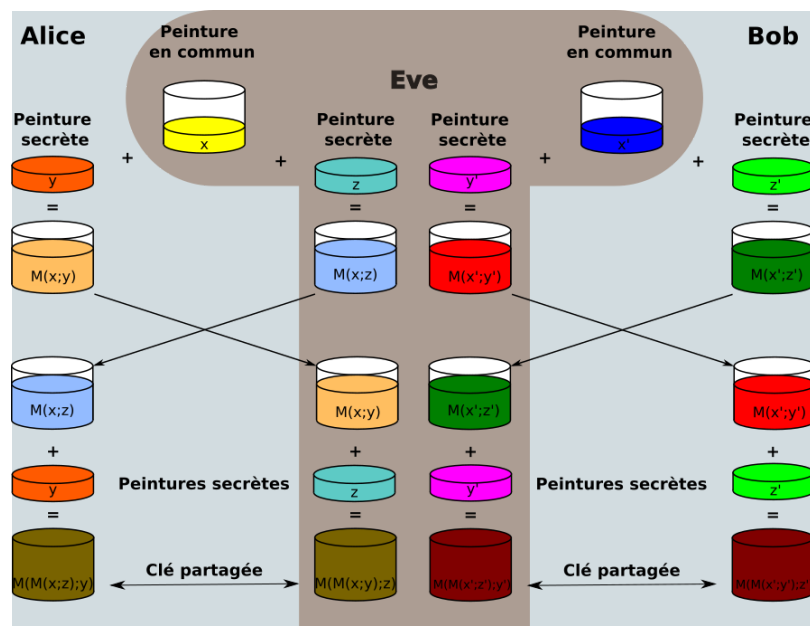 Alice
Peinture
en commun
Eve
Peinture
en commun
Bob
x
x'
Peinture
secrète
Peinture
secrète
Peinture
secrète
Peinture
secrète
+
+
+
+
y
z
y'
z'
=
=
=
=
M(x;y)
M(x;z)
M(x';y')
M(x';z')
M(x;z)
M(x;y)
M(x';z')
M(x';y')
+
+
+
+
y
Peintures secrètes
z
y'
Peintures secrètes
z'
=
=
=
=
M(M(x;z);y)
Clé partagée
M(M(x;y);z)
M(M(x';z');y')
Clé partagée
M(M(x';y');z')